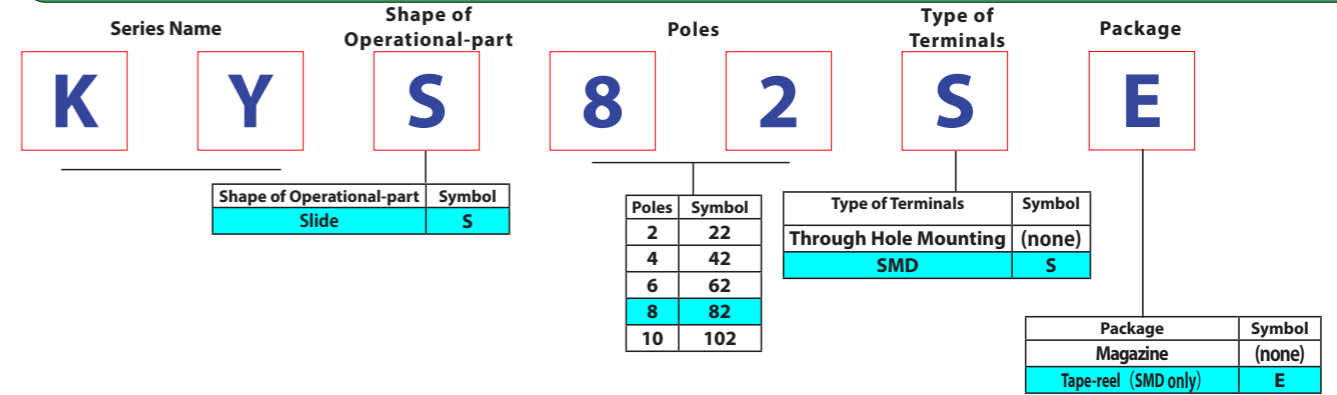 Series Name
Shape of
Operational-part
Poles
Type of
Terminals
Package
K Y S 8 2 S E
Shape of Operational-part Symbol
Slide S
Poles Symbol
2 22
4 42
6 62
8 82
10 102
Type of Terminals Symbol
Through Hole Mounting (none)
SMD S
Package Symbol
Magazine (none)
Tape-reel（SMD only） E